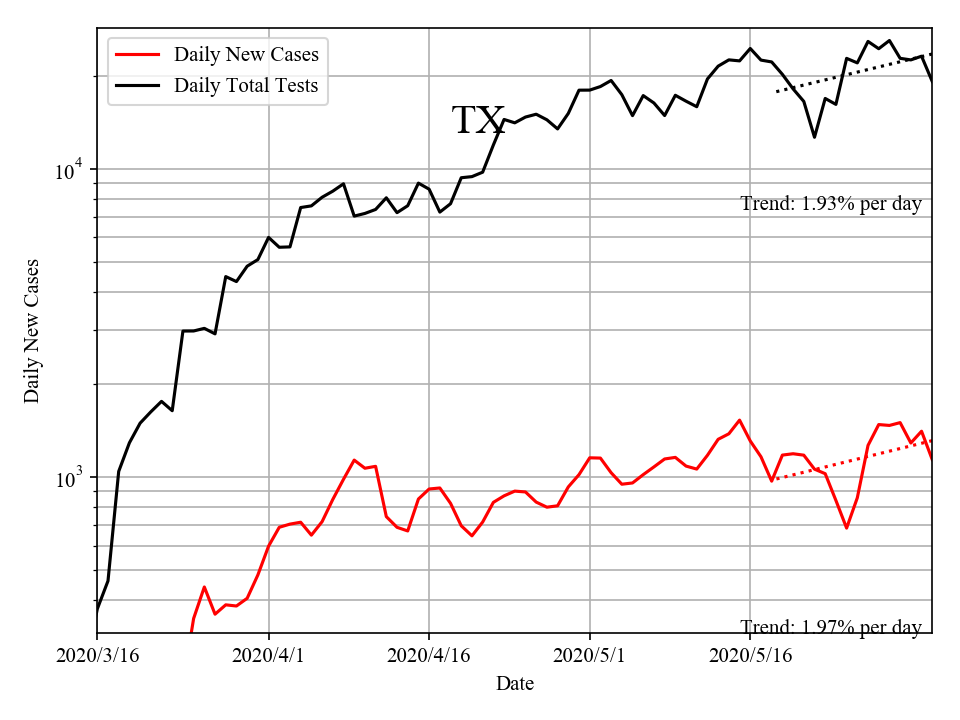 Daily New Cases
Daily Total Tests
TX
10^4
Trend: 1.93% per day
Daily New Cases
10^3
Trend: 1.97% per day
2020/3/16 2020/4/1 2020/4/16 2020/5/1 2020/5/16
Date